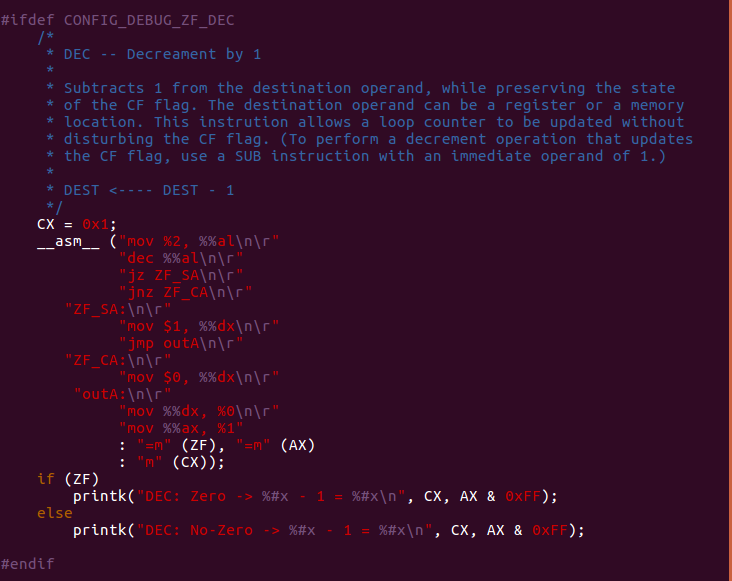 #ifdef CONFIG_DEBUG_ZF_DEC
    /*
     * DEC -- Decreament by 1
     *
     * Subtracts 1 from the destination operand, while preserving the state
     * of the CF flag. The destination operand can be a register or a memory
     * location. This instrution allows a loop counter to be updated without
     * disturbing the CF flag. (To perform a decrement operation that updates
     * the CF flag, use a SUB instruction with an immediate operand of 1.)
     *
     * DEST <---- DEST - 1
     */
    CX = 0x1;
    __asm__ ("mov %2, %%al\n\r"
             "dec %%al\n\r"
             "jz ZF_SA\n\r"
             "jnz ZF_CA\n\r"
       "ZF_SA:\n\r"
             "mov $1, %%dx\n\r"
             "jmp outA\n\r"
       "ZF_CA:\n\r"
             "mov $0, %%dx\n\r"
        "outA:\n\r"
             "mov %%dx, %0\n\r"
             "mov %%ax, %1"
             : "=m" (ZF), "=m" (AX)
             : "m" (CX));
    if (ZF)
        printk("DEC: Zero -> %#x - 1 = %#x\n", CX, AX & 0xFF);
    else
        printk("DEC: No-Zero -> %#x - 1 = %#x\n", CX, AX & 0xFF);
#endif